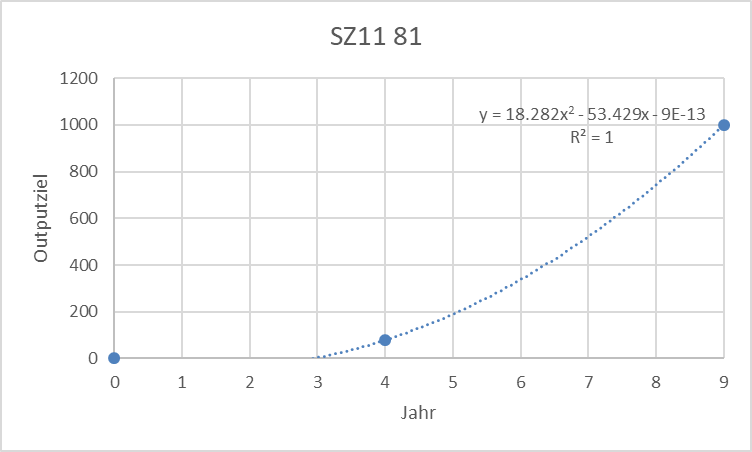 SZ11 81
1200
1000
800
600
400
200
0
y = 18.282x² - 53.429x - 9E-13
R² = 1
Outputziel
0 1 2 3 4 5 6 7 8 9
Jahr